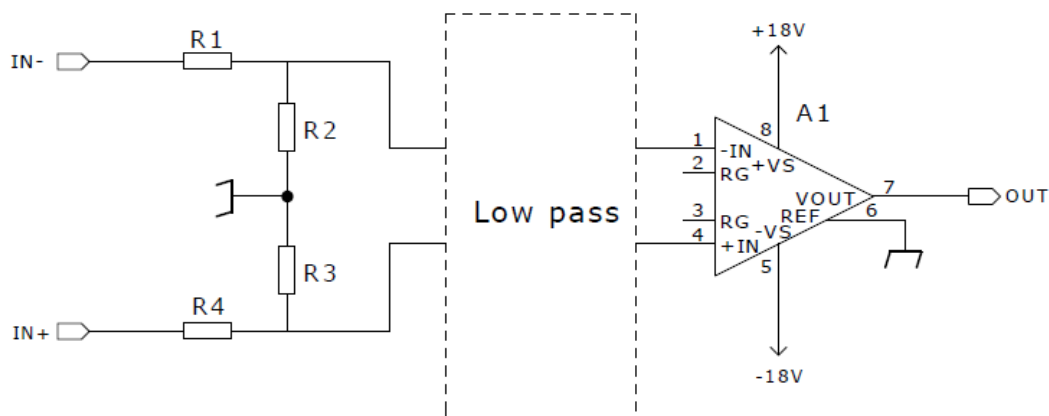 IN-
R1
R2
R3
R4
IN+
Low pass
+18V
A1
8
1
-IN
+VS
2
RG
3
RG
4
+IN
-VS
5
REF
6
VOUT
7
OUT
-18V